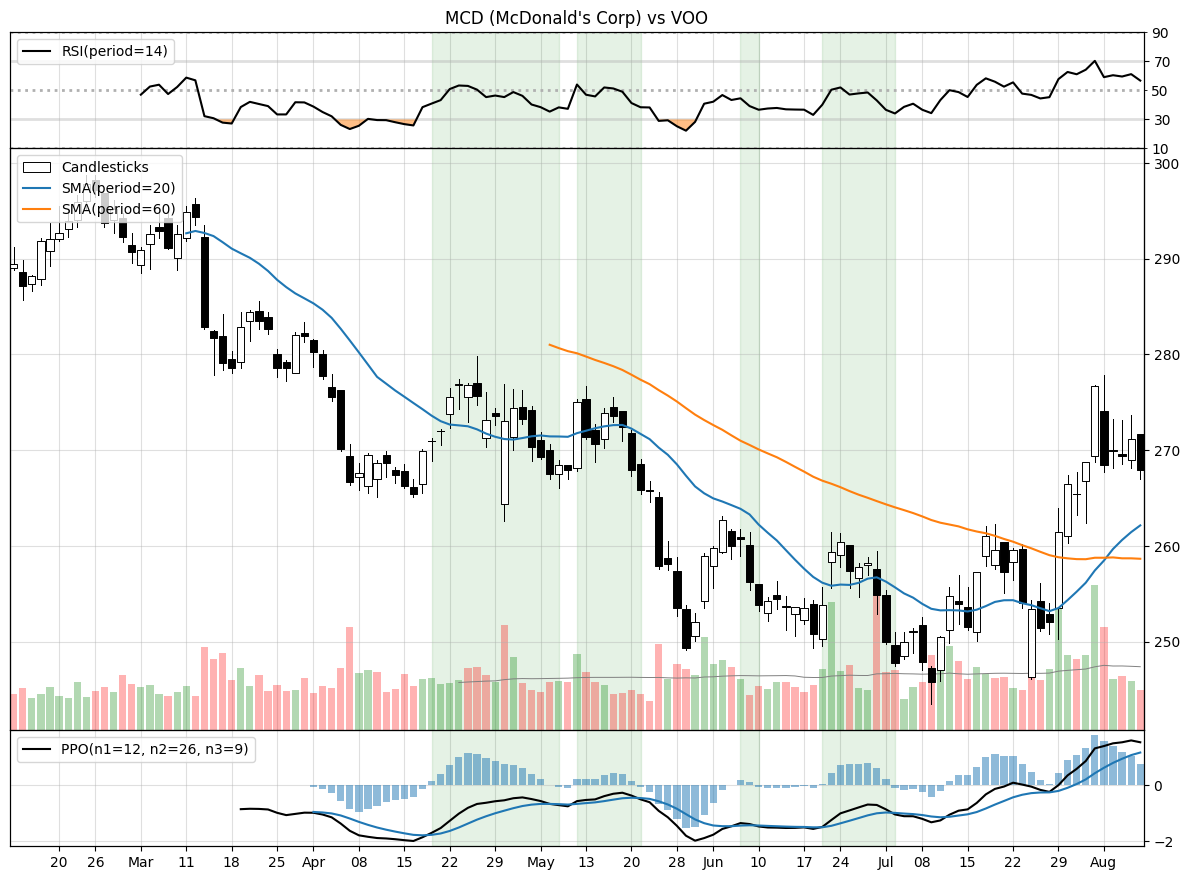 MCD (McDonald's Corp) vs VOO
RSI(period=14)
90
70
50
30
10
Candlesticks
SMA(period=20)
SMA(period=60)
300
290
280
270
260
250
PPO(n1=12, n2=26, n3=9)
0
−2
20 26 Mar 11 18 25 Apr 08 15 22 29 May 13 20 28 Jun 10 17 24 Jul 08 15 22 29 Aug